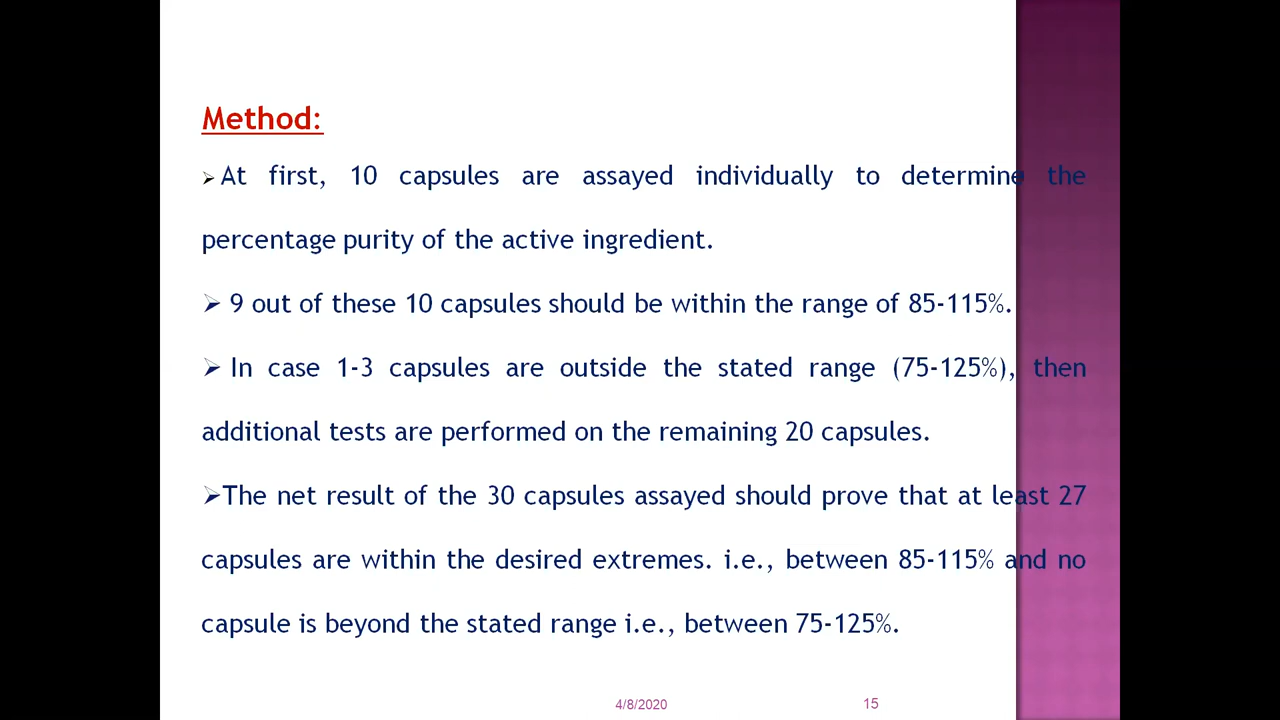 Method:
➢At first, 10 capsules are assayed individually to determine the
percentage purity of the active ingredient.
➢ 9 out of these 10 capsules should be within the range of 85-115%.
➢ In case 1-3 capsules are outside the stated range (75-125%), then
additional tests are performed on the remaining 20 capsules.
➢The net result of the 30 capsules assayed should prove that at least 27
capsules are within the desired extremes. i.e., between 85-115% and no
capsule is beyond the stated range i.e., between 75-125%.
4/8/2020
15